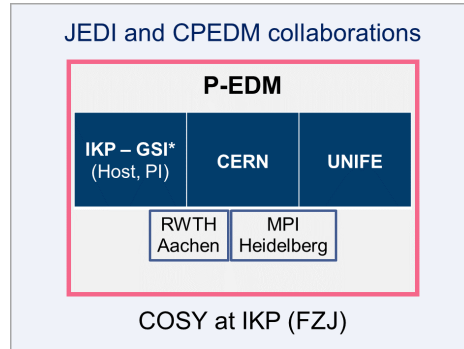 JEDI and CPEDM collaborations
P-EDM
IKP – GSI*
(Host, PI)
CERN
UNIFE
RWTH
Aachen
MPI
Heidelberg
COSY at IKP (FZJ)